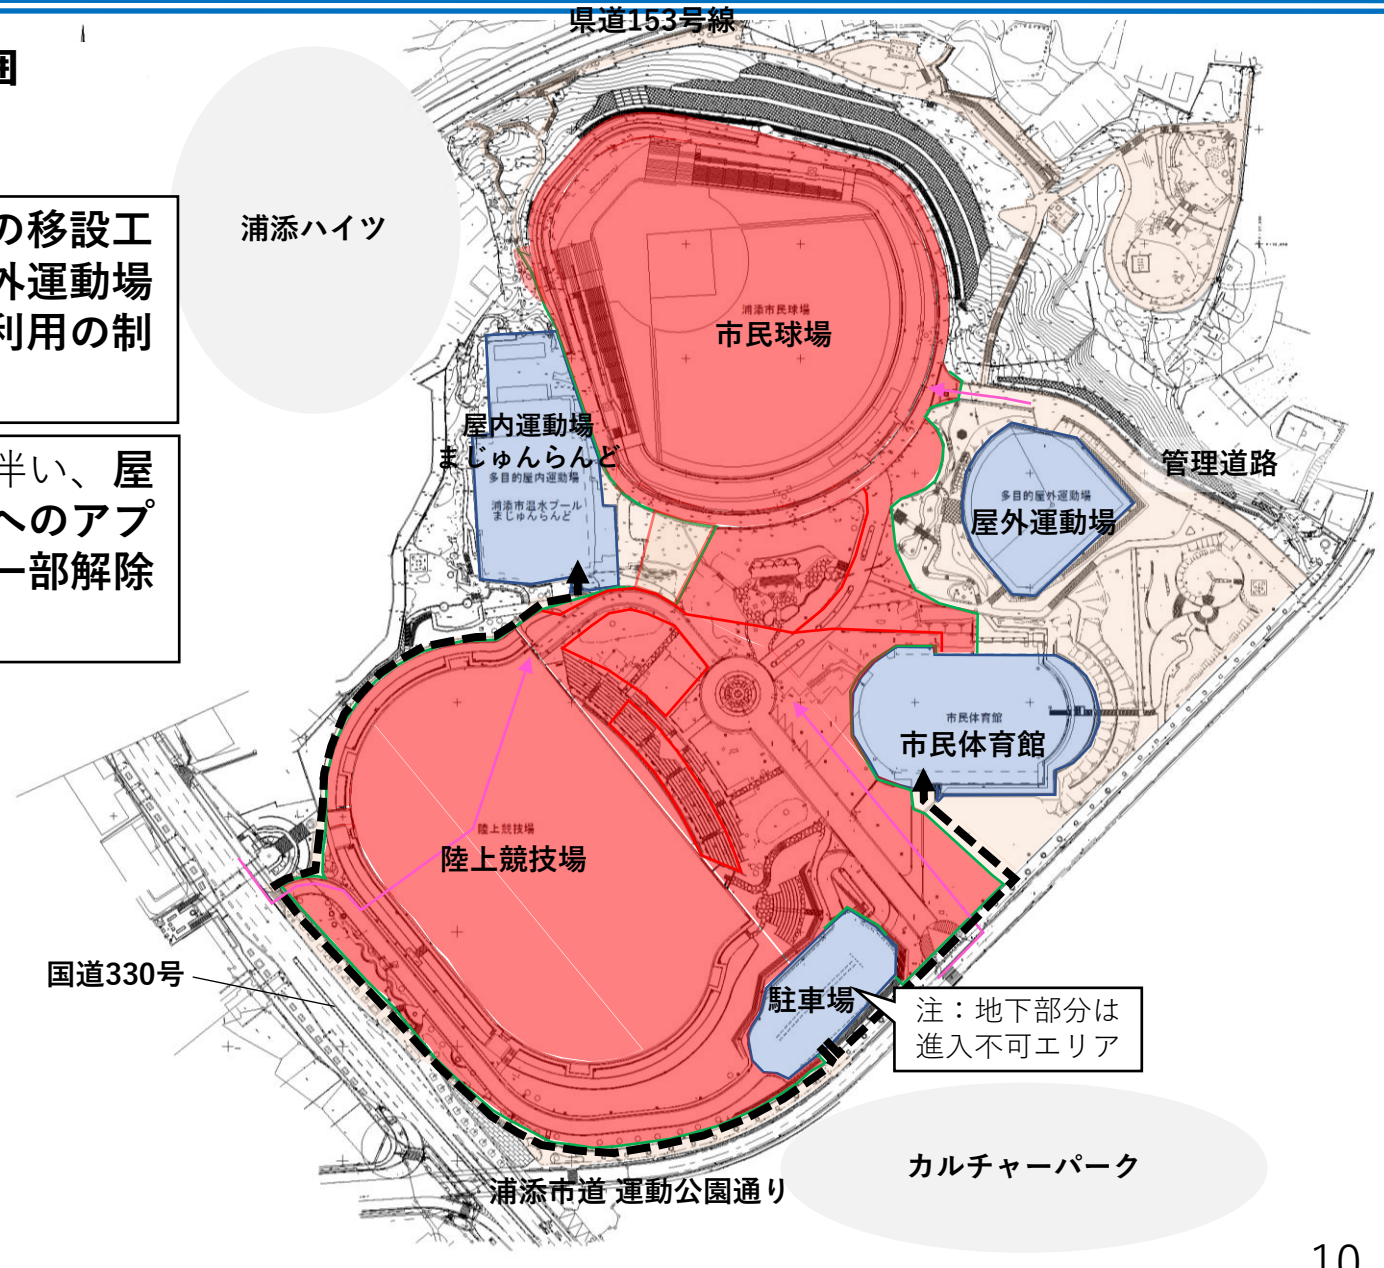 県道153号線
囲
浦添ハイツ
の移設工
外運動場
利用の制
半い、屋
へのアプ
一部解除
浦添市民球場
市民球場
屋内運動場
まじゅんらんど
多目的屋内運動場
浦添市温水プール
まじゅんらんど
管理道路
多目的屋外運動場
屋外運動場
市民体育館
市民体育館
陸上競技場
陸上競技場
国道330号
駐車場
注：地下部分は
進入不可エリア
カルチャーパーク
浦添市道 運動公園通り
10